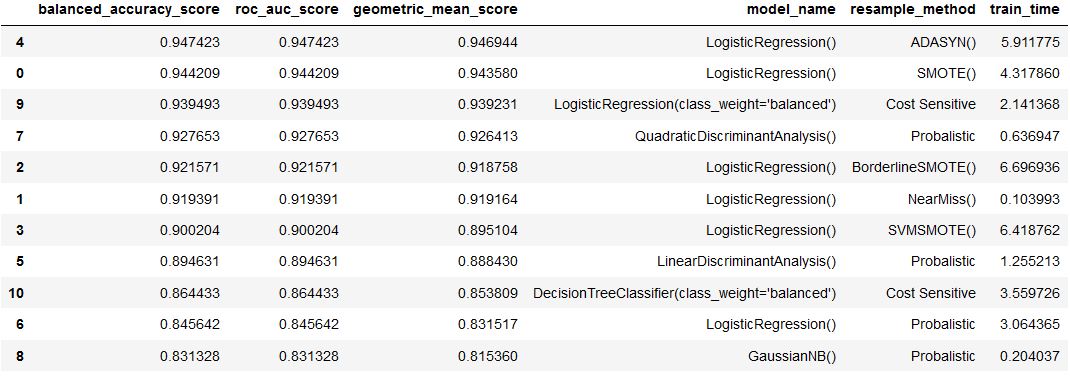 balanced_accuracy_score roc_auc_score geometric_mean_score model_name resample_method train_time
4 0.947423 0.947423 0.946944 LogisticRegression() ADASYN() 5.911775
0 0.944209 0.944209 0.943580 LogisticRegression() SMOTE() 4.317860
9 0.939493 0.939493 0.939231 LogisticRegression(class_weight='balanced') Cost Sensitive 2.141368
7 0.927653 0.927653 0.926413 QuadraticDiscriminantAnalysis() Probalistic 0.636947
2 0.921571 0.921571 0.918758 LogisticRegression() BorderlineSMOTE() 6.696936
1 0.919391 0.919391 0.919164 LogisticRegression() NearMiss() 0.103993
3 0.900204 0.900204 0.895104 LogisticRegression() SVMSMOTE() 6.418762
5 0.894631 0.894631 0.888430 LinearDiscriminantAnalysis() Probalistic 1.255213
10 0.864433 0.864433 0.853809 DecisionTreeClassifier(class_weight='balanced') Cost Sensitive 3.559726
6 0.845642 0.845642 0.831517 LogisticRegression() Probalistic 3.064365
8 0.831328 0.831328 0.815360 GaussianNB() Probalistic 0.204037